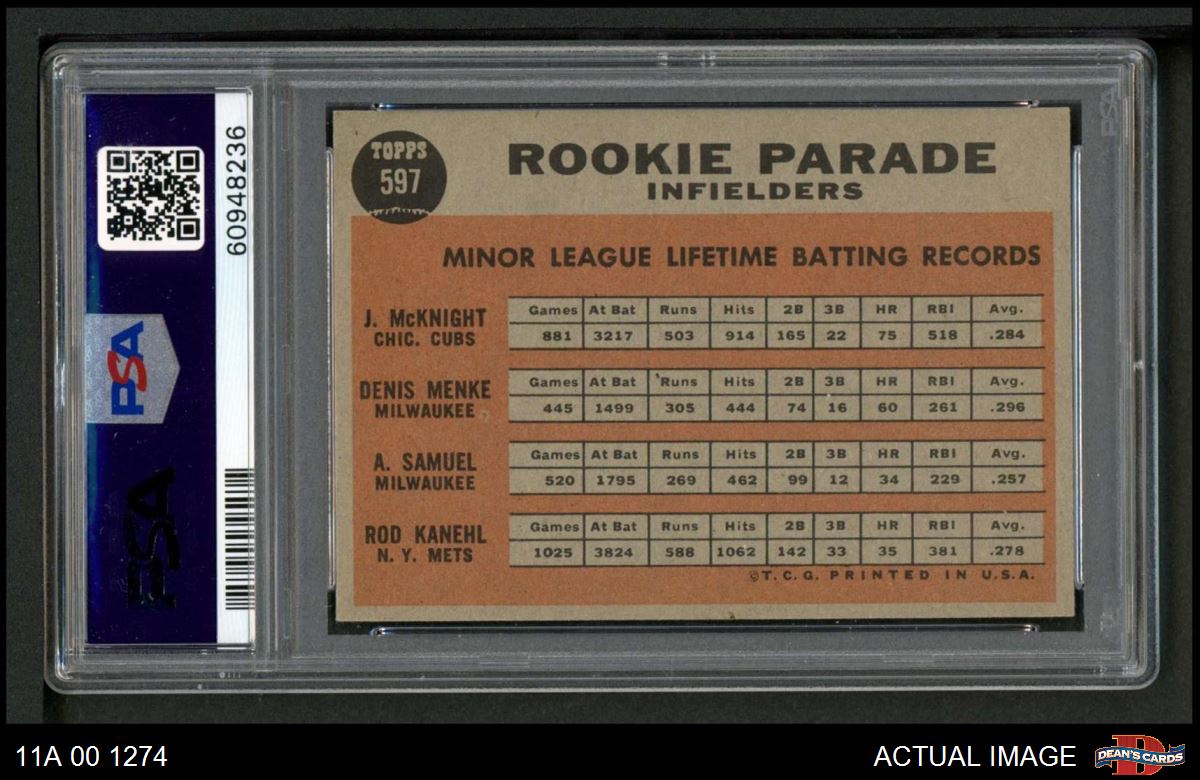 60948236
PSA
PSA
PSA
TOPPS
597
ROOKIE PARADE
INFIELDERS
MINOR LEAGUE LIFETIME BATTING RECORDS
J. McKNIGHT
CHIC. CUBS
Games At Bat Runs Hits 2B 3B HR RBI Avg.
881 3217 503 914 165 22 75 518 .284
DENIS MENKE
MILWAUKEE
Games At Bat Runs Hits 2B 3B HR RBI Avg.
445 1499 305 444 74 16 60 261 .296
A. SAMUEL
MILWAUKEE
Games At Bat Runs Hits 2B 3B HR RBI Avg.
520 1795 269 462 99 12 34 229 .257
ROD KANEHL
N. Y. METS
Games At Bat Runs Hits 2B 3B HR RBI Avg.
1025 3824 588 1062 142 33 35 381 .278
©T.C.G. PRINTED IN U.S.A.
11A 00 1274
ACTUAL IMAGE
DEAN'S CARDS